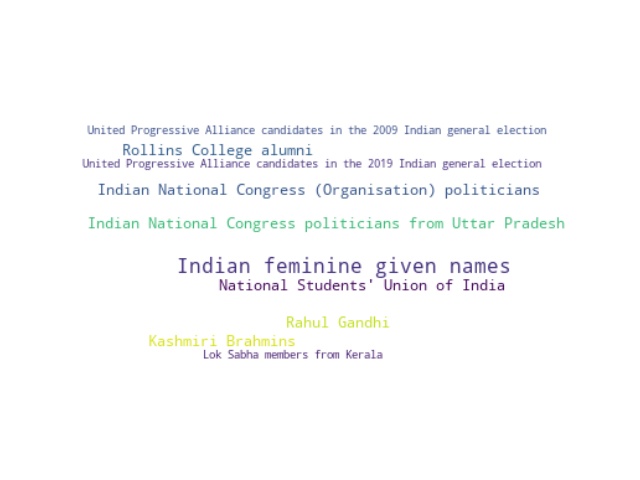 United Progressive Alliance candidates in the 2009 Indian general election
Rollins College alumni
United Progressive Alliance candidates in the 2019 Indian general election
Indian National Congress (Organisation) politicians
Indian National Congress politicians from Uttar Pradesh
Indian feminine given names
National Students' Union of India
Rahul Gandhi
Kashmiri Brahmins
Lok Sabha members from Kerala